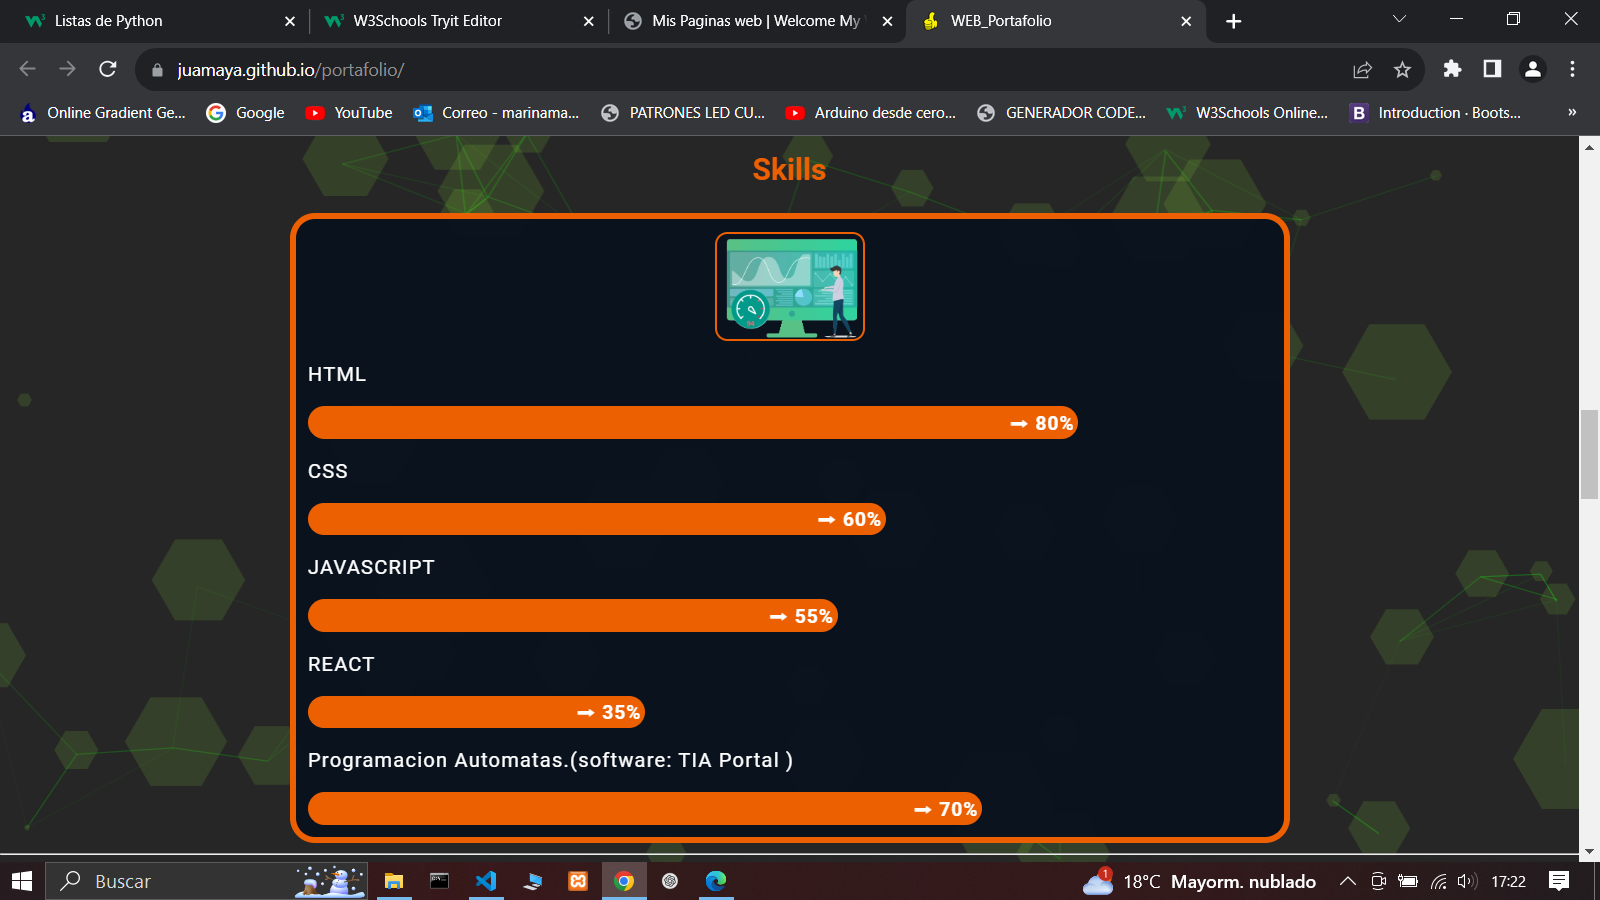 Listas de Python
W3Schools Tryit Editor
Mis Paginas web | Welcome My
WEB_Portafolio
juamaya.github.io/portafolio/
Online Gradient Ge...
Google
YouTube
Correo - marinama...
PATRONES LED CU...
Arduino desde cero...
GENERADOR CODE...
W3Schools Online...
Introduction · Boots...
»
Skills
HTML
80%
CSS
60%
JAVASCRIPT
55%
REACT
35%
Programacion Automatas.(software: TIA Portal )
70%
Buscar
1
18°C Mayorm. nublado
17:22